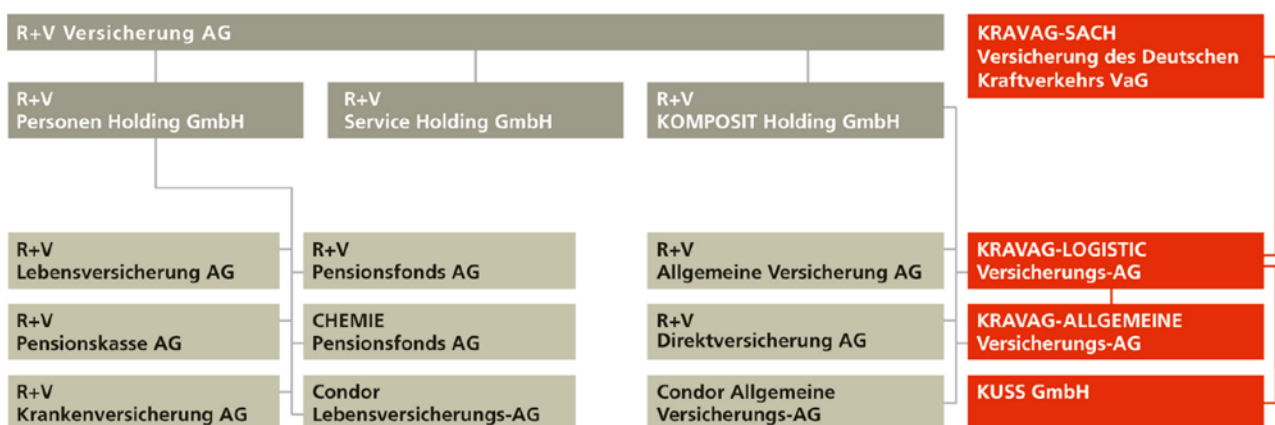 R+V Versicherung AG
KRAVAG-SACH
Versicherung des Deutschen
Kraftverkehrs VaG
R+V
Personen Holding GmbH
R+V
Service Holding GmbH
R+V
KOMPOSIT Holding GmbH
R+V
Lebensversicherung AG
R+V
Pensionsfonds AG
R+V
Allgemeine Versicherung AG
KRAVAG-LOGISTIC
Versicherungs-AG
R+V
Pensionskasse AG
CHEMIE
Pensionsfonds AG
R+V
Direktversicherung AG
KRAVAG-ALLGEMEINE
Versicherungs-AG
R+V
Krankenversicherung AG
Condor
Lebensversicherungs-AG
Condor Allgemeine
Versicherungs-AG
KUSS GmbH